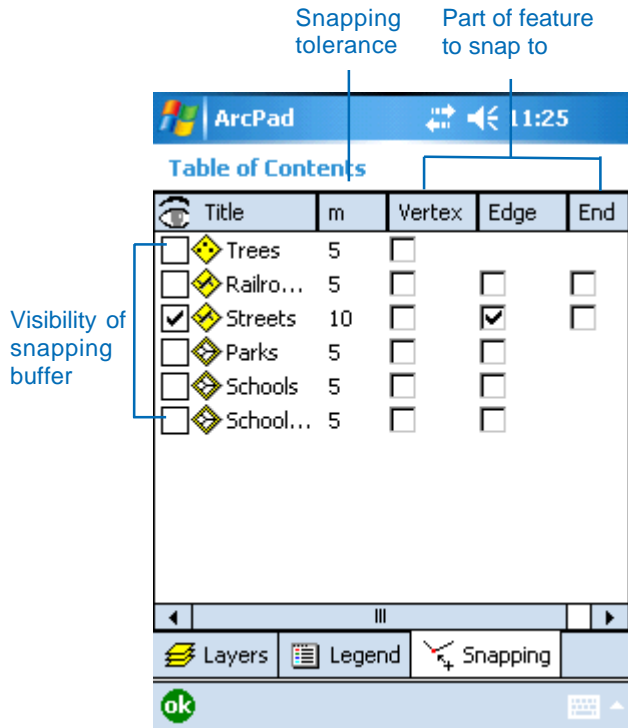 Snapping tolerance
Part of feature to snap to
ArcPad 11:25
Table of Contents
Title m Vertex Edge End
Trees 5
Railro... 5
Streets 10
Parks 5
Schools 5
School... 5
Visibility of snapping buffer
Layers Legend Snapping
ok